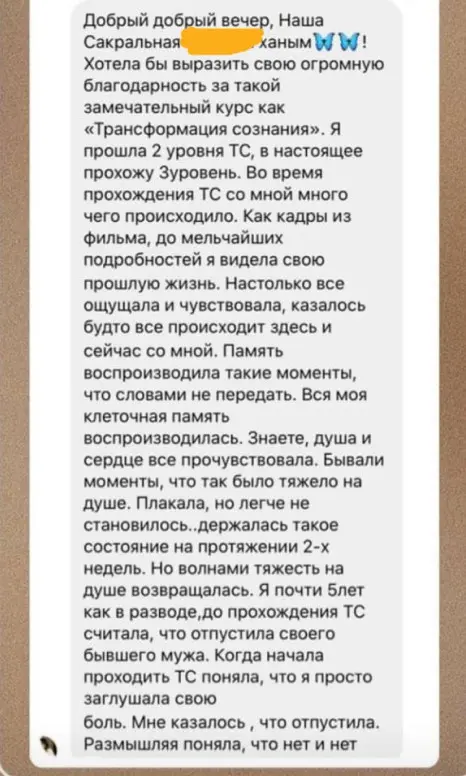 Добрый добрый вечер, Наша
Сакральная ханым🦋🦋!
Хотела бы выразить свою огромную
благодарность за такой
замечательный курс как
«Трансформация сознания». Я
прошла 2 уровня ТС, в настоящее
прохожу 3уровень. Во время
прохождения ТС со мной много
чего происходило. Как кадры из
фильма, до мельчайших
подробностей я видела свою
прошлую жизнь. Настолько все
ощущала и чувствовала, казалось
будто все происходит здесь и
сейчас со мной. Память
воспроизводила такие моменты,
что словами не передать. Вся моя
клеточная память
воспроизводилась. Знаете, душа и
сердце все прочувствовала. Бывали
моменты, что так было тяжело на
душе. Плакала, но легче не
становилось..держалась такое
состояние на протяжении 2-х
недель. Но волнами тяжесть на
душе возвращалась. Я почти 5лет
как в разводе,до прохождения ТС
считала, что отпустила своего
бывшего мужа. Когда начала
проходить ТС поняла, что я просто
заглушала свою
боль. Мне казалось , что отпустила.
Размышляя поняла, что нет и нет